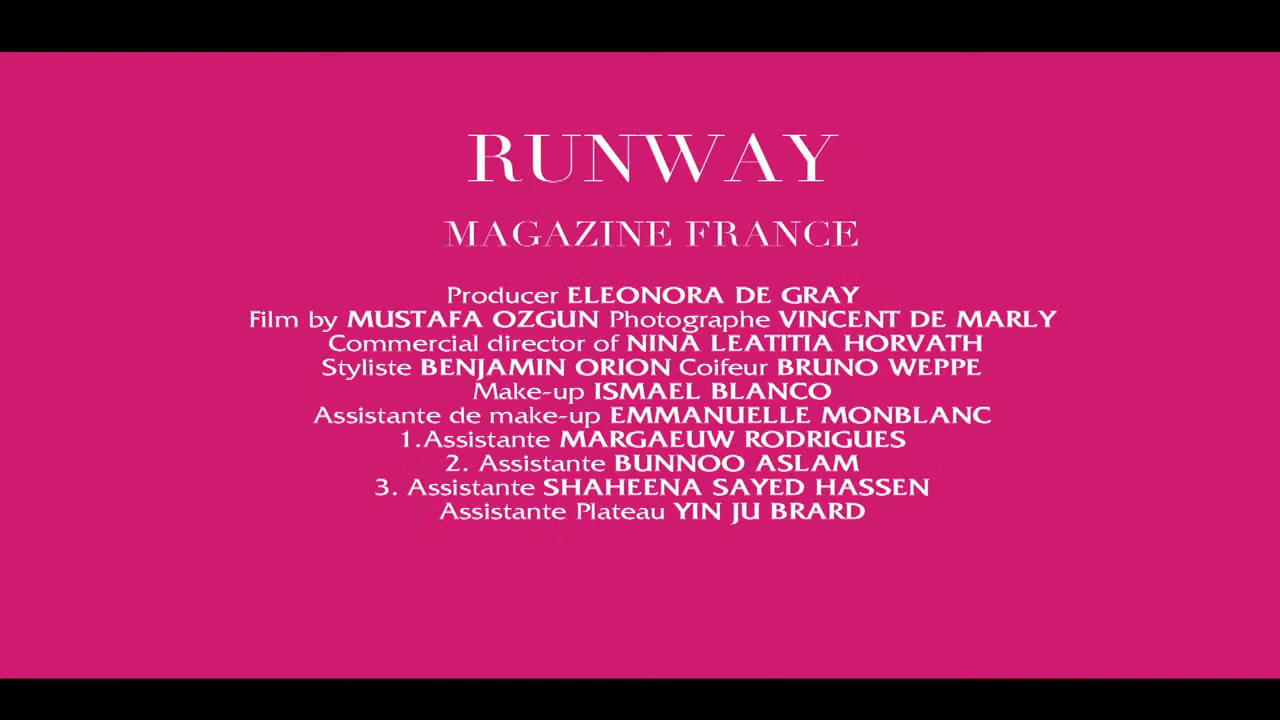 RUNWAY
MAGAZINE FRANCE
Producer ELEONORA DE GRAY
Film by MUSTAFA OZGUN Photographe VINCENT DE MARLY
Commercial director of NINA LEATITIA HORVATH
Styliste BENJAMIN ORION Coifeur BRUNO WEPPE
Make-up ISMAEL BLANCO
Assistante de make-up EMMANUELLE MONBLANC
1.Assistante MARGAEUW RODRIGUES
2. Assistante BUNNOO ASLAM
3. Assistante SHAHEENA SAYED HASSEN
Assistante Plateau YIN JU BRARD